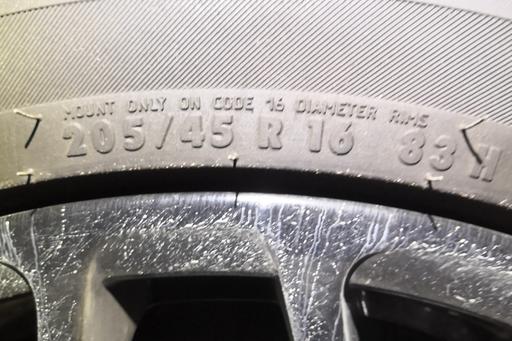 MOUNT ONLY ON CODE 16 DIAMETER RIMS
205/45 R 16 83 H